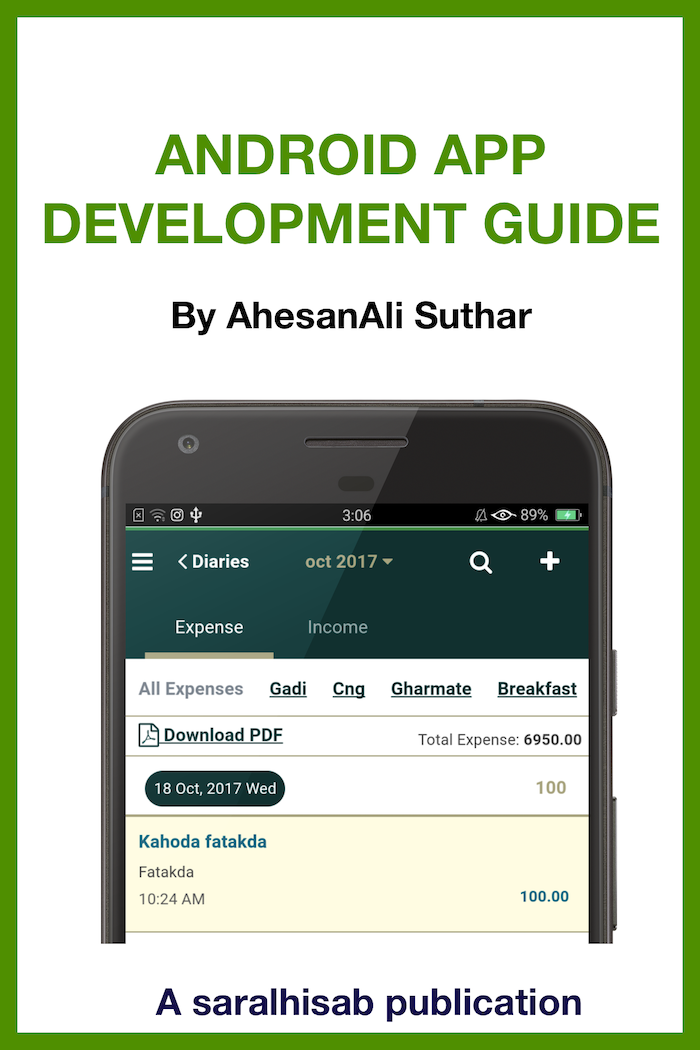 ANDROID APP
DEVELOPMENT GUIDE
By AhesanAli Suthar
3:06
89%
Diaries
oct 2017
Expense
Income
All Expenses Gadi Cng Gharmate Breakfast
Download PDF
Total Expense: 6950.00
18 Oct, 2017 Wed
100
Kahoda fatakda
Fatakda
10:24 AM
100.00
A saralhisab publication